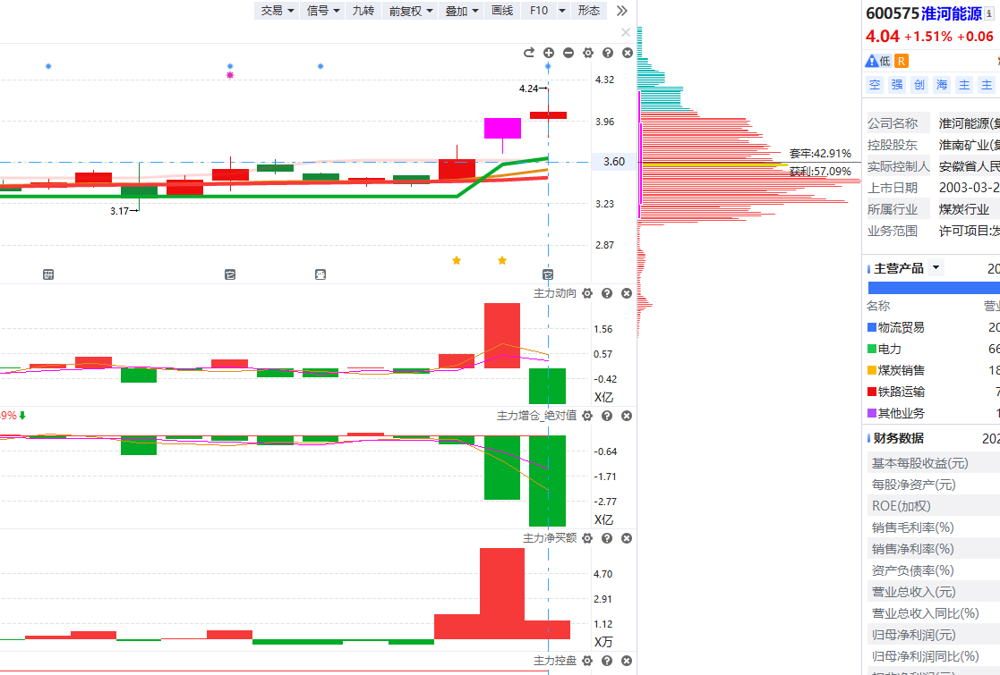 交易 信号 九转 前复权 叠加 画线 F10 形态
4.32
4.24
3.96
3.60
3.23
3.17
2.87
研
主力动向
1.56
0.57
-0.42
X亿
9%
主力增仓_绝对值
-0.64
-1.71
-2.77
X亿
主力净买额
4.70
2.91
1.12
X万
主力控盘
套牢:42.91%
获利:57.09%
600575 淮河能源
4.04 +1.51% +0.06
低 R
空 强 创 海 主 主
公司名称 淮河能源(集
控股股东 淮南矿业(集
实际控制人 安徽省人民
上市日期 2003-03-2
所属行业 煤炭行业
业务范围 许可项目:发
主营产品 20
名称 营业
物流贸易 20
电力 66
煤炭销售 18
铁路运输 7
其他业务 1
财务数据 202
基本每股收益(元)
每股净资产(元)
ROE(加权)
销售毛利率(%)
销售净利率(%)
资产负债率(%)
营业总收入(元)
营业总收入同比(%)
归母净利润(元)
归母净利润同比(%)